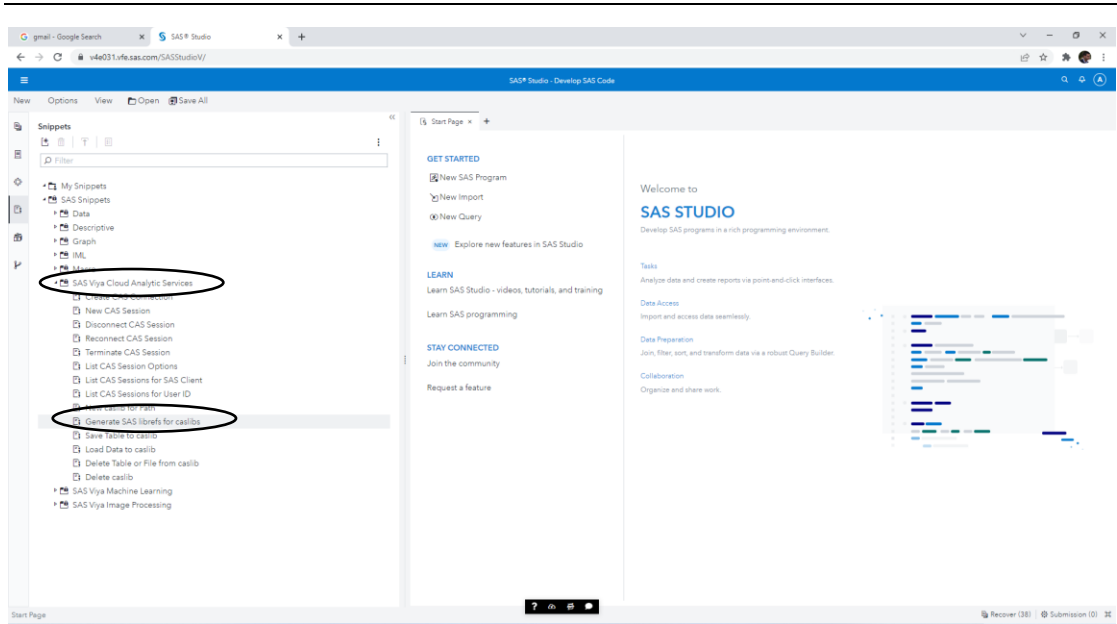 gmail - Google Search
SAS® Studio
v4e031.vfe.sas.com/SASStudioV/
SAS® Studio - Develop SAS Code
A
New Options View Open Save All
Snippets
Filter
My Snippets
SAS Snippets
Data
Descriptive
Graph
IML
Macro
SAS Viya Cloud Analytic Services
Create CAS Connection
New CAS Session
Disconnect CAS Session
Reconnect CAS Session
Terminate CAS Session
List CAS Session Options
List CAS Sessions for SAS Client
List CAS Sessions for User ID
New caslib for Path
Generate SAS librefs for caslibs
Save Table to caslib
Load Data to caslib
Delete Table or File from caslib
Delete caslib
SAS Viya Machine Learning
SAS Viya Image Processing
Start Page
GET STARTED
New SAS Program
New Import
New Query
NEW Explore new features in SAS Studio
LEARN
Learn SAS Studio - videos, tutorials, and training
Learn SAS programming
STAY CONNECTED
Join the community
Request a feature
Welcome to
SAS STUDIO
Develop SAS programs in a rich programming environment.
Tasks
Analyze data and create reports via point-and-click interfaces.
Data Access
Import and access data seamlessly.
Data Preparation
Join, filter, sort, and transform data via a robust Query Builder.
Collaboration
Organize and share work.
Start Page
Recover (38) Submission (0)